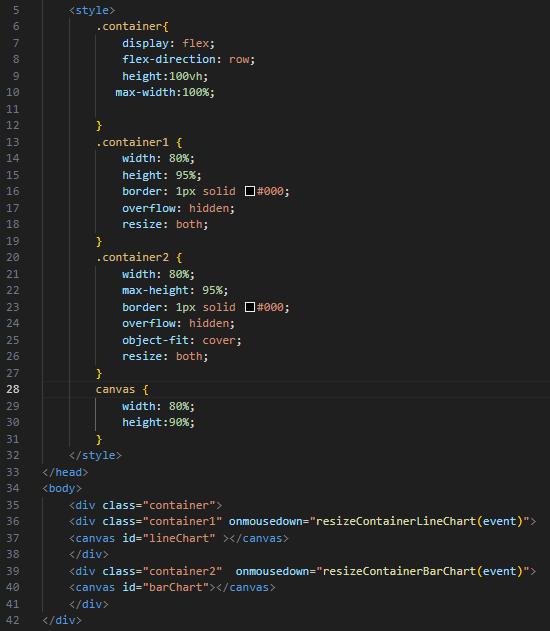 5 <style>
6 .container{
7 display: flex;
8 flex-direction: row;
9 height:100vh;
10 max-width:100%;
11
12 }
13 .container1 {
14 width: 80%;
15 height: 95%;
16 border: 1px solid #000;
17 overflow: hidden;
18 resize: both;
19 }
20 .container2 {
21 width: 80%;
22 max-height: 95%;
23 border: 1px solid #000;
24 overflow: hidden;
25 object-fit: cover;
26 resize: both;
27 }
28 canvas {
29 width: 80%;
30 height:90%;
31 }
32 </style>
33 </head>
34 <body>
35 <div class="container">
36 <div class="container1" onmousedown="resizeContainerLineChart(event)">
37 <canvas id="lineChart" ></canvas>
38 </div>
39 <div class="container2"  onmousedown="resizeContainerBarChart(event)">
40 <canvas id="barChart"></canvas>
41 </div>
42 </div>